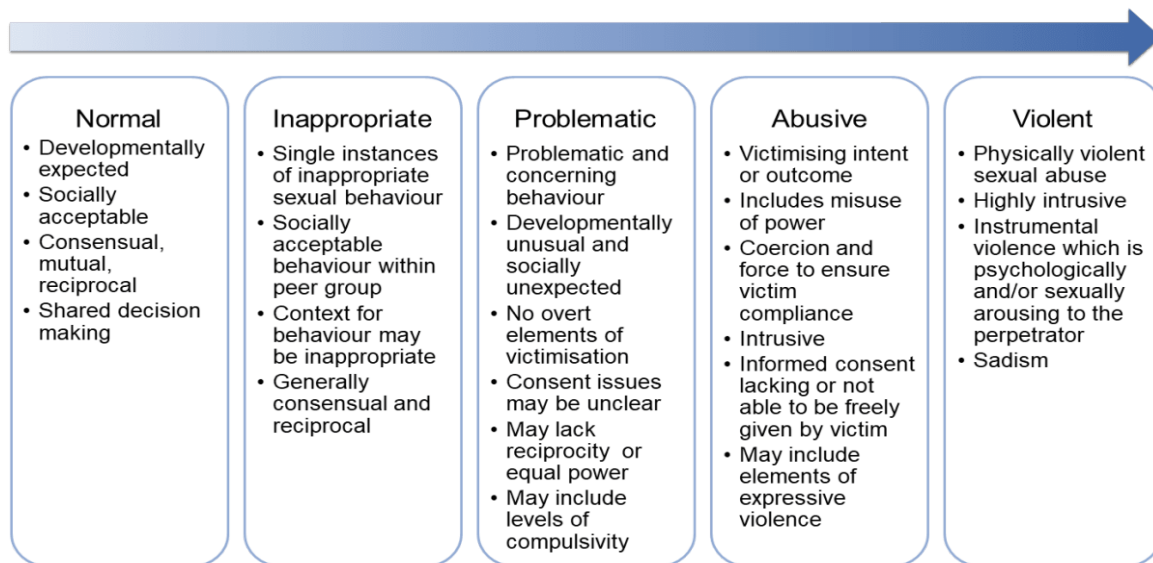 Normal
• Developmentally
expected
• Socially
acceptable
• Consensual,
mutual,
reciprocal
• Shared decision
making
Inappropriate
• Single instances
of inappropriate
sexual behaviour
• Socially
acceptable
behaviour within
peer group
• Context for
behaviour may
be inappropriate
• Generally
consensual and
reciprocal
Problematic
• Problematic and
concerning
behaviour
• Developmentally
unusual and
socially
unexpected
• No overt
elements of
victimisation
• Consent issues
may be unclear
• May lack
reciprocity or
equal power
• May include
levels of
compulsivity
Abusive
• Victimising intent
or outcome
• Includes misuse
of power
• Coercion and
force to ensure
victim
compliance
• Intrusive
• Informed consent
lacking or not
able to be freely
given by victim
• May include
elements of
expressive
violence
Violent
• Physically violent
sexual abuse
• Highly intrusive
• Instrumental
violence which is
psychologically
and/or sexually
arousing to the
perpetrator
• Sadism